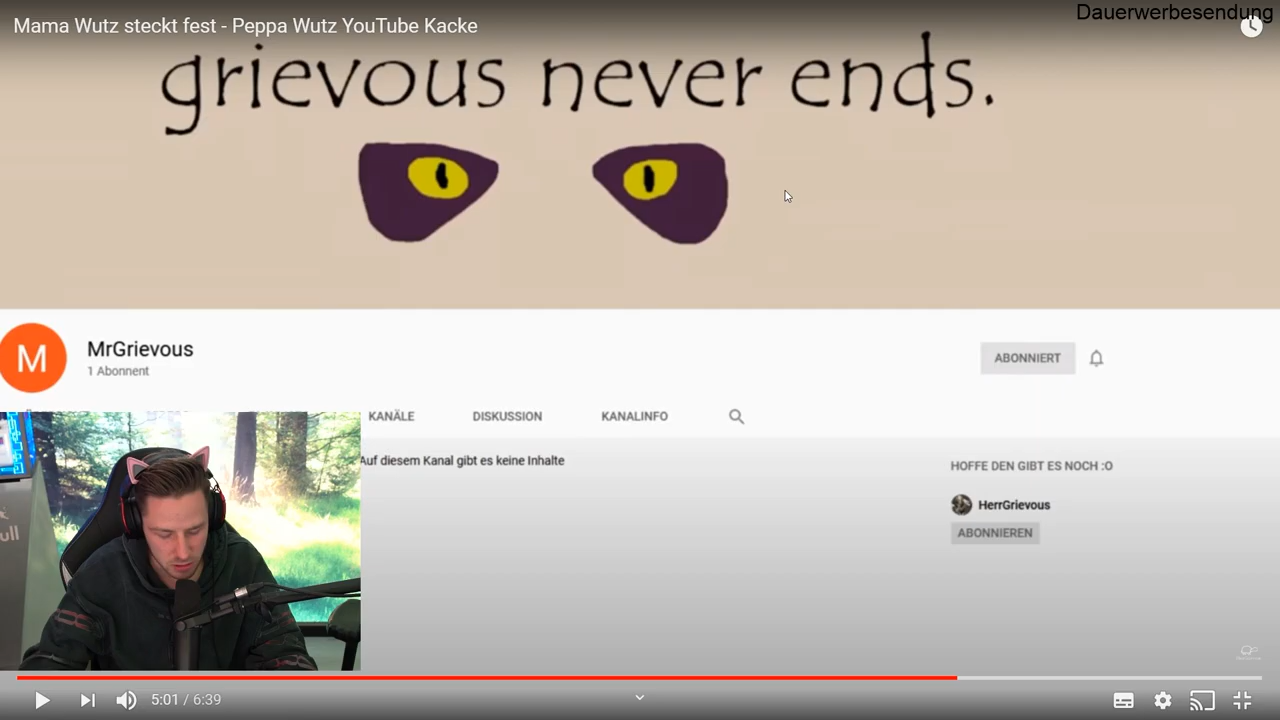 Dauerwerbesendung
Mama Wutz steckt fest - Peppa Wutz YouTube Kacke
grievous never ends.
M
MrGrievous
1 Abonnent
ABONNIERT
KANÄLE
DISKUSSION
KANALINFO
Auf diesem Kanal gibt es keine Inhalte
HOFFE DEN GIBT ES NOCH :O
HerrGrievous
ABONNIEREN
ull
5:01 / 6:39